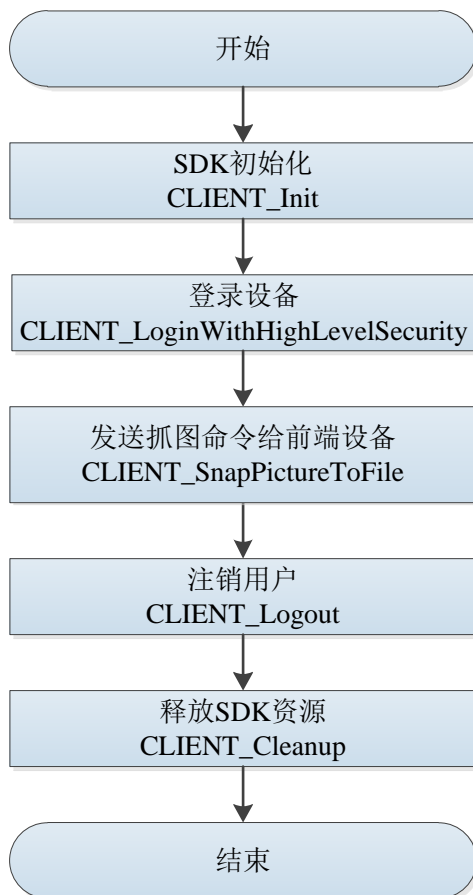 开始
SDK初始化
CLIENT_Init
登录设备
CLIENT_LoginWithHighLevelSecurity
发送抓图命令给前端设备
CLIENT_SnapPictureToFile
注销用户
CLIENT_Logout
释放SDK资源
CLIENT_Cleanup
结束